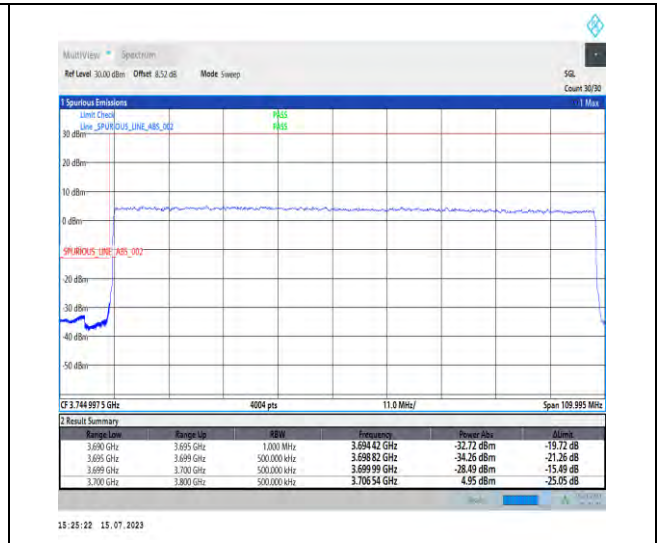 MultiView Spectrum
Ref Level 30.00 dBm Offset 8.52 dB Mode Sweep SGL
Count 30/30
1 Spurious Emissions 1 Max
Limit Check PASS
Line _SPURIOUS_LINE_ABS_002 PASS
30 dBm
20 dBm
10 dBm
0 dBm
_SPURIOUS_LINE_ABS_002
-20 dBm
-30 dBm
-40 dBm
-50 dBm
CF 3.744 997 5 GHz 4004 pts 11.0 MHz/ Span 109.995 MHz
2 Result Summary
Range Low Range Up RBW Frequency Power Abs ΔLimit
3.690 GHz 3.695 GHz 1.000 MHz 3.694 42 GHz -32.72 dBm -19.72 dB
3.695 GHz 3.699 GHz 500.000 kHz 3.698 82 GHz -34.26 dBm -21.26 dB
3.699 GHz 3.700 GHz 500.000 kHz 3.699 99 GHz -28.49 dBm -15.49 dB
3.700 GHz 3.800 GHz 500.000 kHz 3.706 54 GHz 4.95 dBm -25.05 dB
15:25:22 15.07.2023